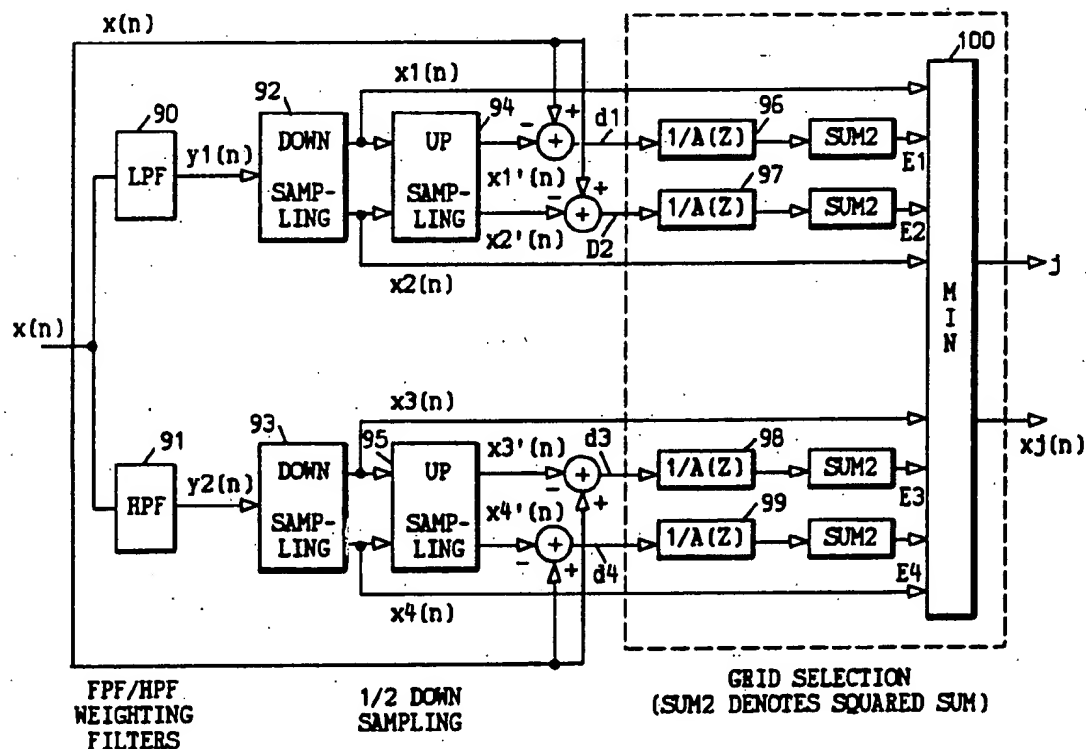 x(n)
100
x1(n)
92
94
96
90
d1
DOWN
UP
1/A(Z)
SUM2
y1(n)
E1
LPF
x1'(n)
97
SAMP-
LING
SAMP-
LING
1/A(Z)
SUM2
x2'(n)
D2
E2
x2(n)
j
M
I
N
x(n)
x3(n)
93
95
x3'(n)
d3
98
xj(n)
91
DOWN
UP
1/A(Z)
SUM2
y2(n)
E3
HPF
x4'(n)
99
SAMP-
LING
SAMP-
LING
1/A(Z)
SUM2
d4
E4
x4(n)
FPF/HPF
WEIGHTING
FILTERS
1/2 DOWN
SAMPLING
GRID SELECTION
(SUM2 DENOTES SQUARED SUM)